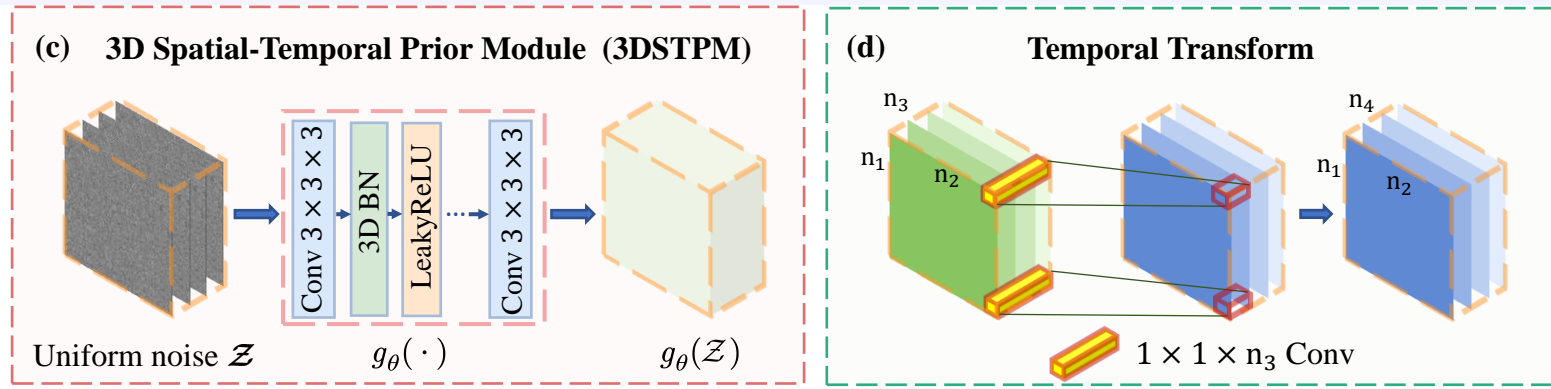 (c) 3D Spatial-Temporal Prior Module (3DSTPM)
Conv 3 × 3 × 3
3D BN
LeakyReLU
Conv 3 × 3 × 3
Uniform noise 𝒵
g_θ( · )
g_θ(𝒵)
(d) Temporal Transform
n₃
n₁
n₂
n₄
n₁
n₂
1 × 1 × n₃ Conv